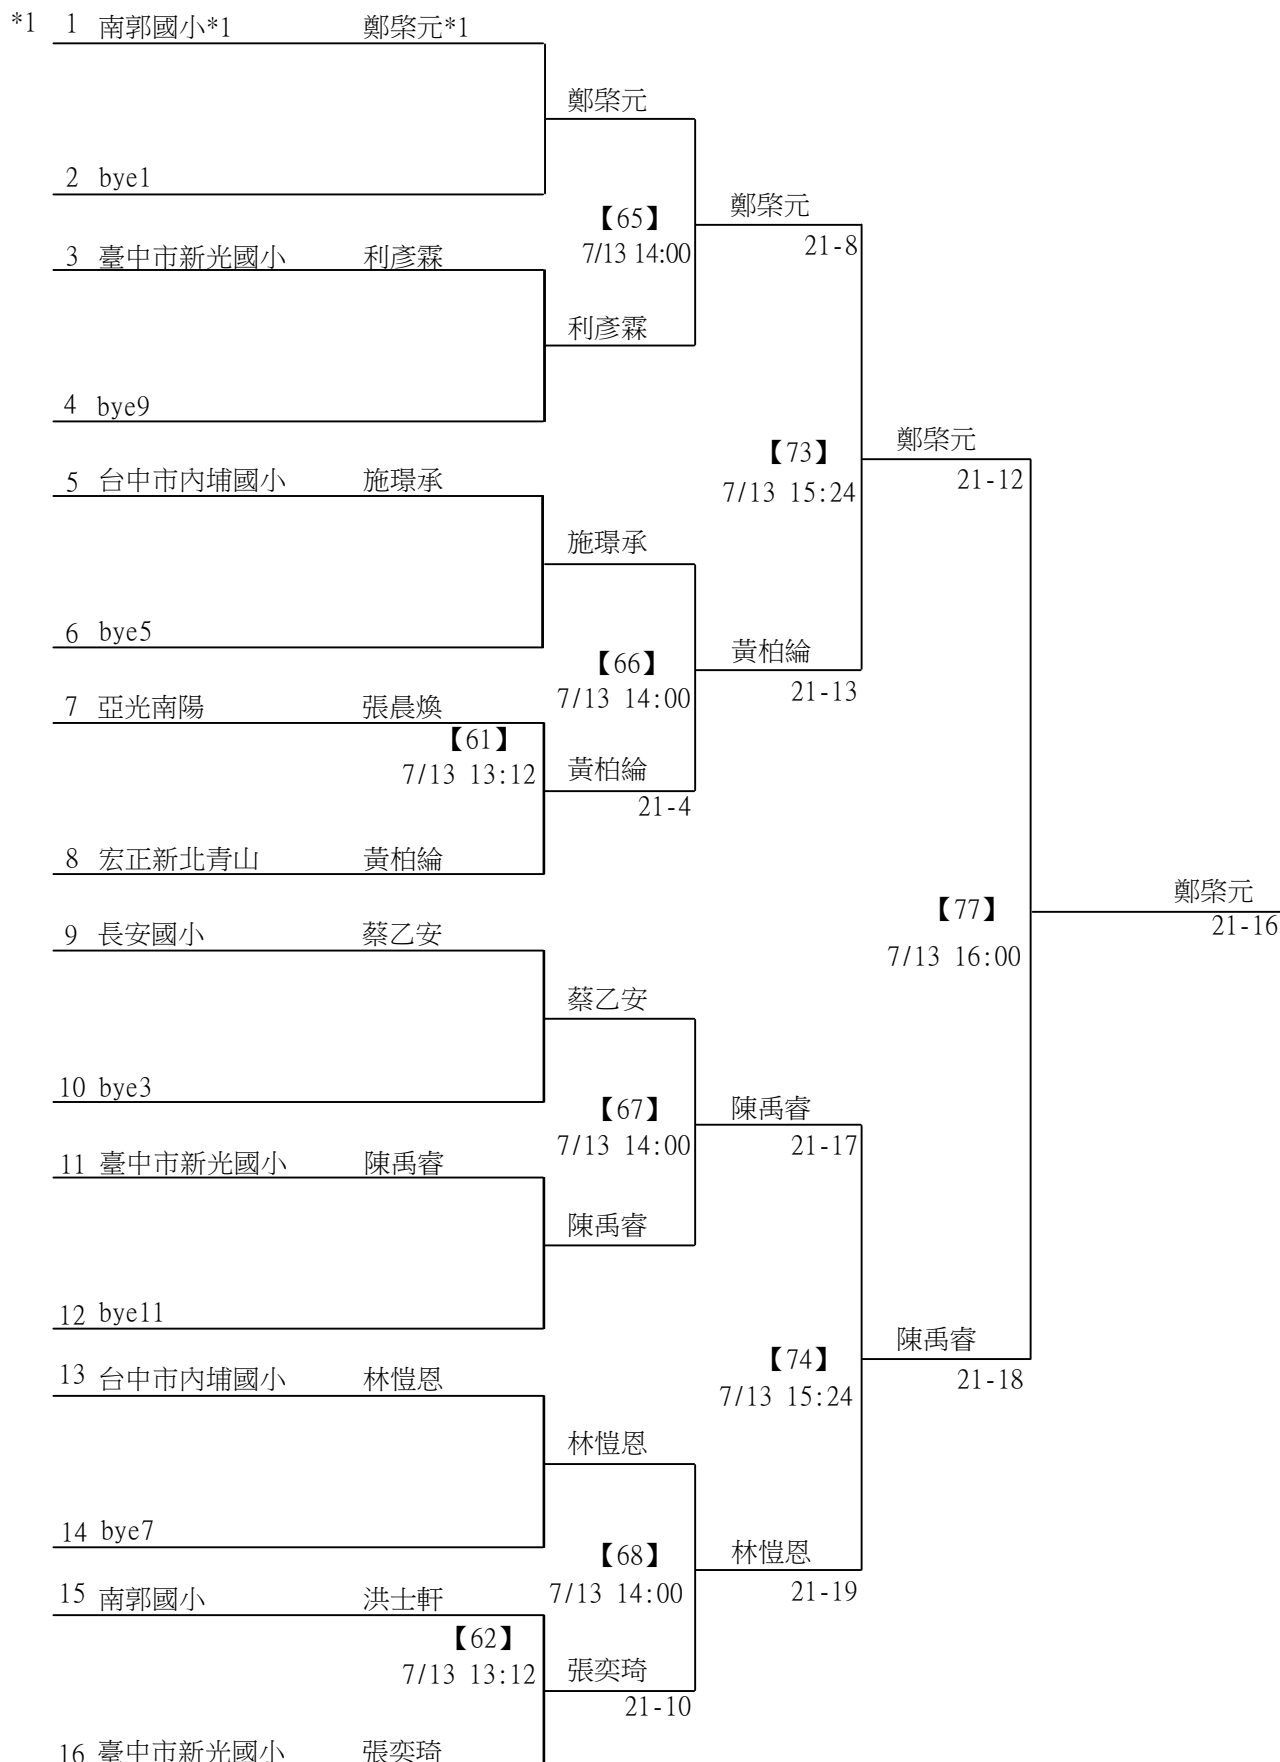 *1 1 南郭國小*1 鄭棨元*1
鄭棨元
2 bye1
【65】
7/13 14:00
鄭棨元
21-8
3 臺中市新光國小 利彥霖
利彥霖
4 bye9
【73】
7/13 15:24
鄭棨元
21-12
5 台中市內埔國小 施璟承
施璟承
6 bye5
【66】
7/13 14:00
黃柏綸
21-13
7 亞光南陽 張晨煥
【61】
7/13 13:12
黃柏綸
21-4
8 宏正新北青山 黃柏綸
【77】
7/13 16:00
鄭棨元
21-16
9 長安國小 蔡乙安
蔡乙安
10 bye3
【67】
7/13 14:00
陳禹睿
21-17
11 臺中市新光國小 陳禹睿
陳禹睿
12 bye11
【74】
7/13 15:24
陳禹睿
21-18
13 台中市內埔國小 林愷恩
林愷恩
14 bye7
【68】
7/13 14:00
林愷恩
21-19
15 南郭國小 洪士軒
【62】
7/13 13:12
張奕琦
21-10
16 臺中市新光國小 張奕琦